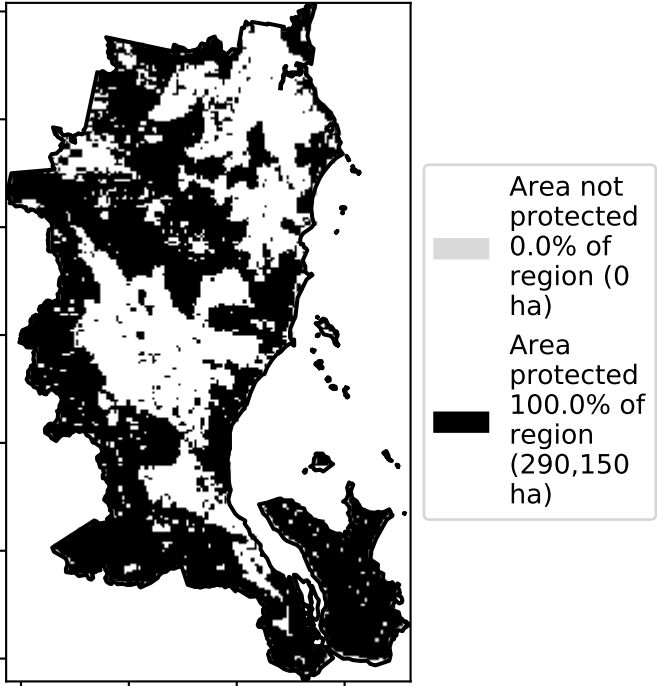 Area not
protected
0.0% of
region (0
ha)
Area
protected
100.0% of
region
(290,150
ha)